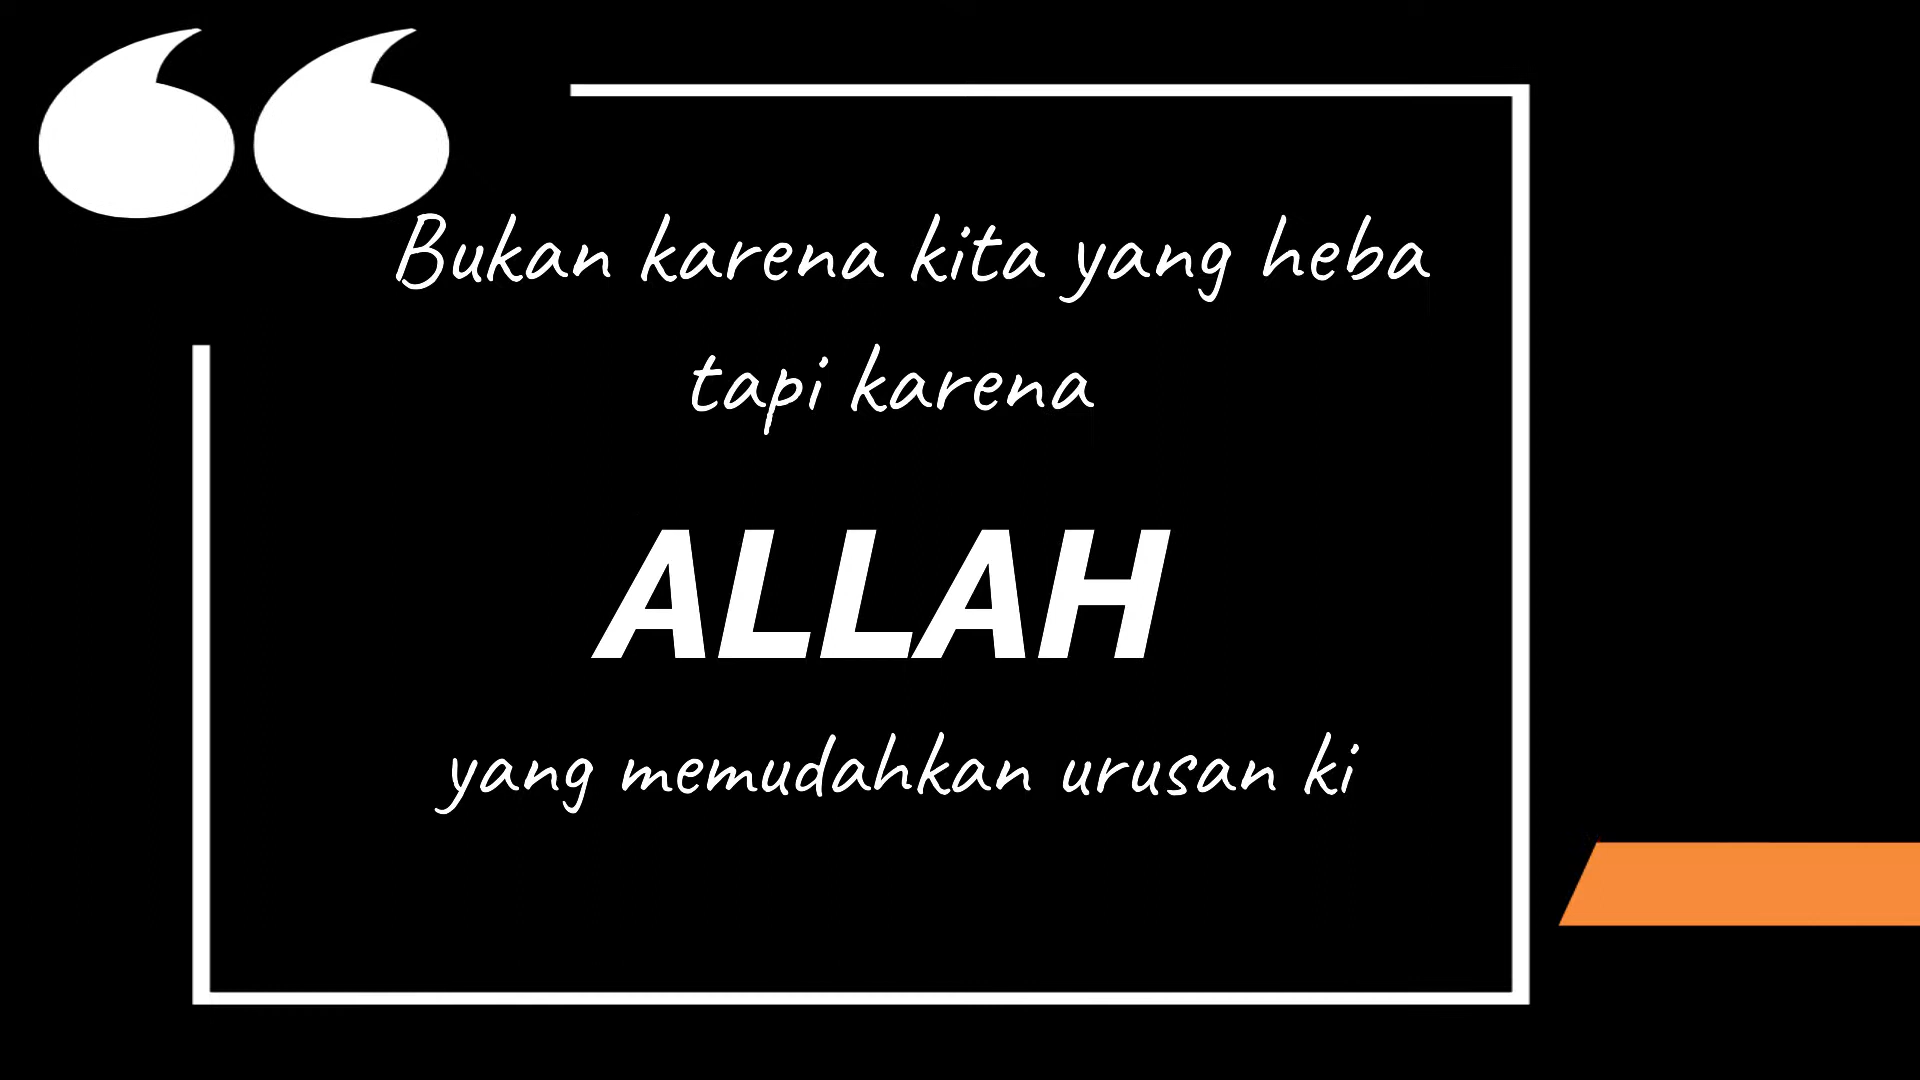 Bukan karena kita yang heba
tapi karena
ALLAH
yang memudahkan urusan ki